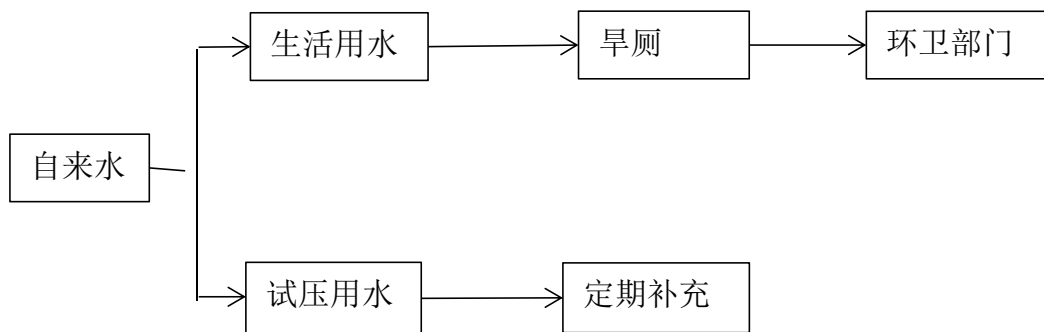 生活用水
旱厕
环卫部门
自来水
试压用水
定期补充